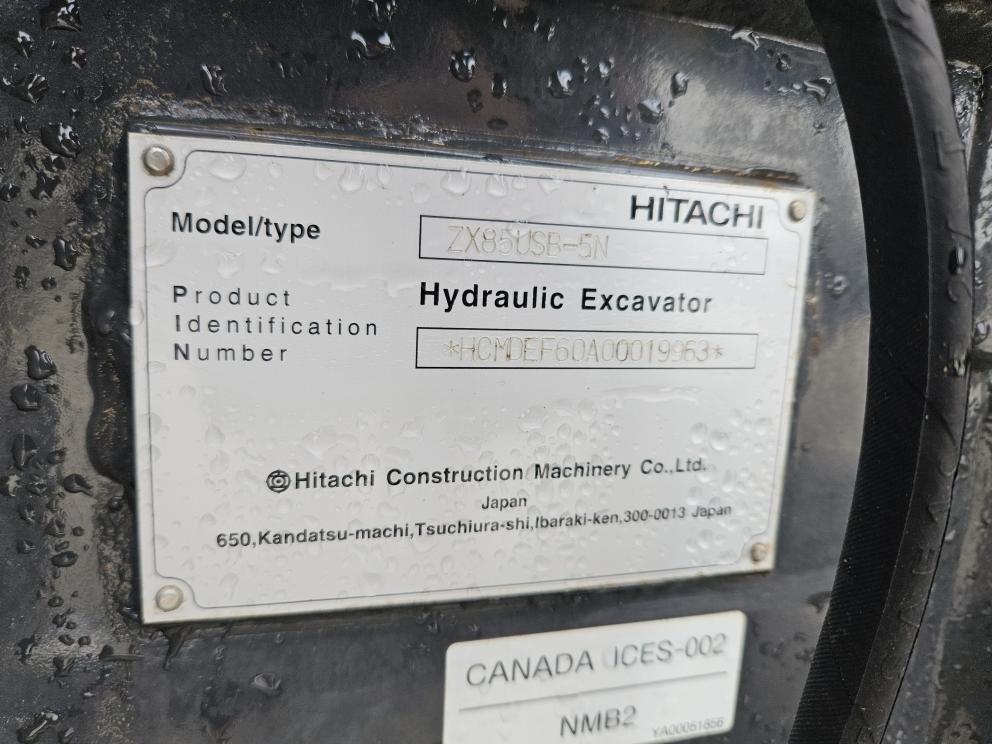 HITACHI
Model/type ZX85USB-5N
Hydraulic Excavator
Product
Identification
Number *HCMDEF60A00019963*
Hitachi Construction Machinery Co.,Ltd.
Japan
650,Kandatsu-machi,Tsuchiura-shi,Ibaraki-ken,300-0013 Japan
CANADA ICES-002
NMB2
YA00061856